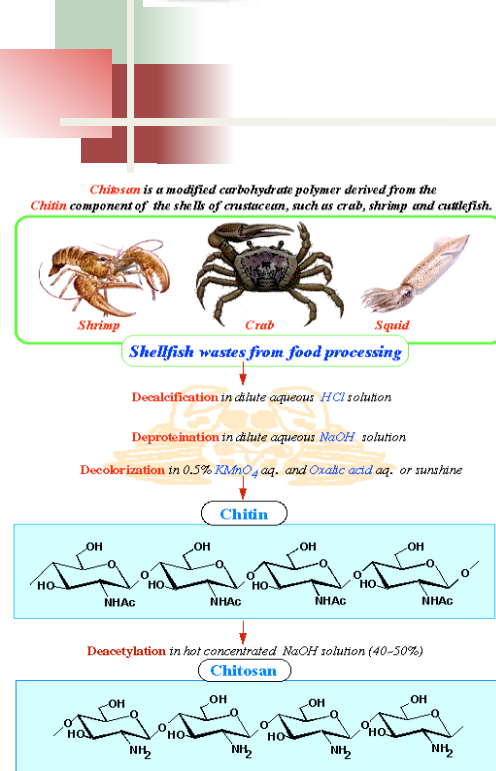 Chitosan is a modified carbohydrate polymer derived from the
Chitin component of the shells of crustacean, such as crab, shrimp and cuttlefish.
Shrimp Crab Squid
Shellfish wastes from food processing
Decalcification in dilute aqueous HCl solution
Deproteination in dilute aqueous NaOH solution
Decolorization in 0.5% KMnO4 aq. and Oxalic acid aq. or sunshine
Chitin
OH OH OH OH
O O O O
O O O O
HO HO HO HO
NHAc NHAc NHAc NHAc
Deacetylation in hot concentrated NaOH solution (40~50%)
Chitosan
OH OH OH OH
O O O O
O O O O
HO HO HO HO
NH2 NH2 NH2 NH2